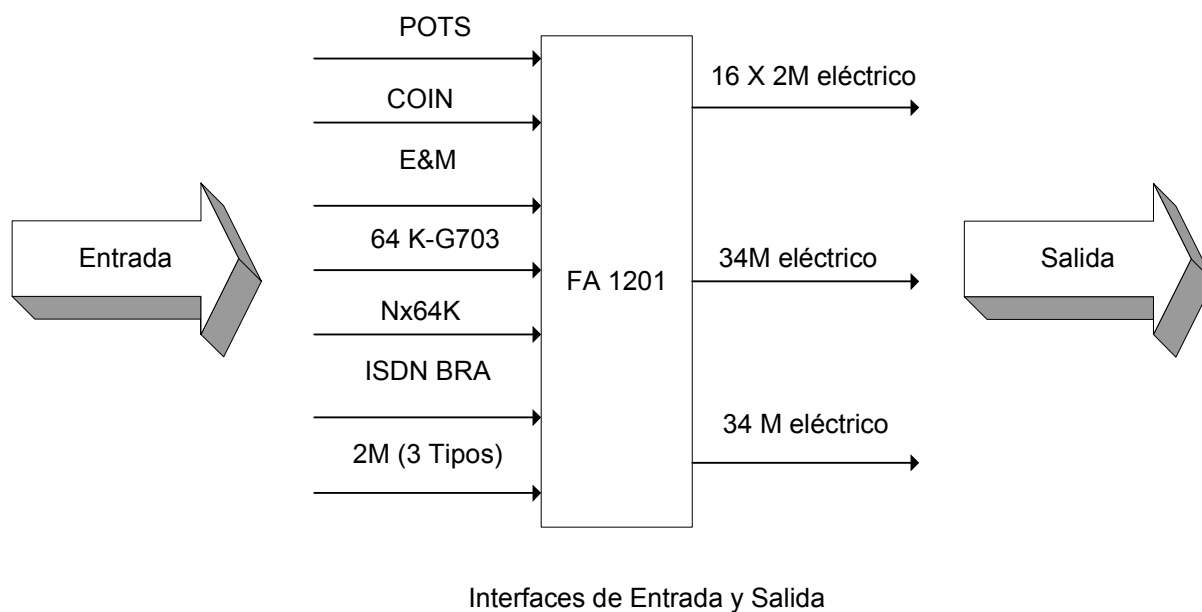 POTS
COIN
E&M
64 K-G703
Nx64K
ISDN BRA
2M (3 Tipos)
Entrada
FA 1201
16 X 2M eléctrico
34M eléctrico
34 M eléctrico
Salida
Interfaces de Entrada y Salida